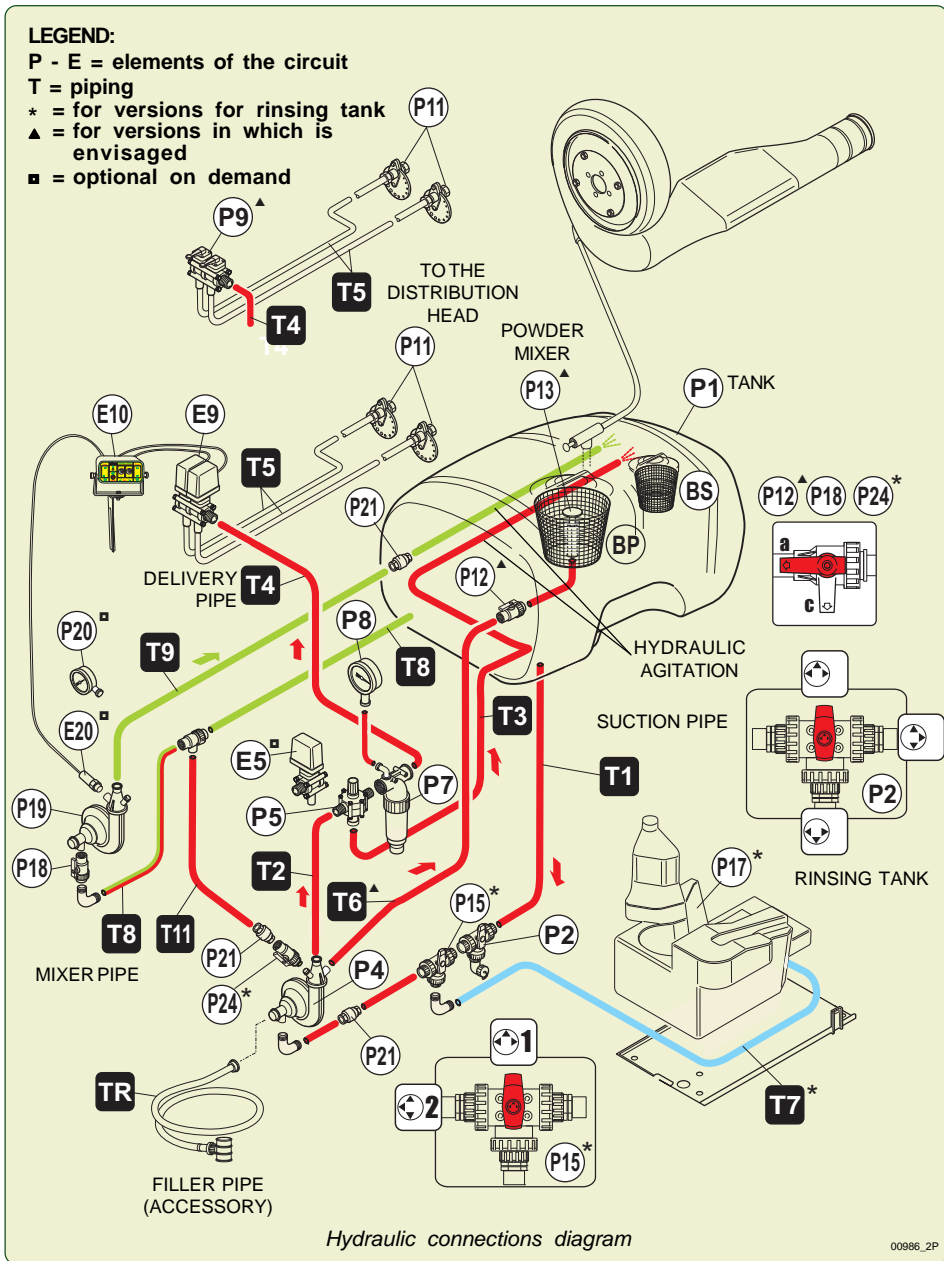 LEGEND:
P - E = elements of the circuit
T = piping
* = for versions for rinsing tank
▲ = for versions in which is
envisaged
◘ = optional on demand
P11
P9▲
T5
T4
T4
TO THE
DISTRIBUTION
HEAD
POWDER
MIXER
P13▲
P1 TANK
P11
E10
E9
T5
P21
BS
BP
P12▲ P18 P24*
a
c
DELIVERY
PIPE
T4
P12▲
P20◘
P8
T9
T8
HYDRAULIC
AGITATION
E20◘
T3
SUCTION PIPE
E5◘
P7
T1
P2
P19
P5
P18
T2
P17*
RINSING TANK
T6▲
P15*
T8
T11
P21
P2
MIXER PIPE
P4
P24*
P21
1
TR
2
T7*
P15*
FILLER PIPE
(ACCESSORY)
Hydraulic connections diagram
00986_2P